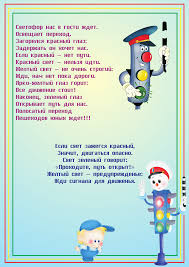 Светофор нас в гости ждет.
Освещает переход.
Загорелся красный глаз:
Задержать он хочет нас.
Если красный - нет пути.
Красный свет - нельзя идти.
Желтый свет - не очень строгий:
Жди, нам нет пока дороги.
Ярко-желтый глаз горит:
Все движение стоит!
Наконец, зеленый глаз
Открывает путь для нас.
Полосатый переход
Пешеходов юных ждет!!!
Если свет зажегся красный,
Значит, двигаться опасно.
Свет зеленый говорит:
«Проходите, путь открыт!»
Желтый свет – предупрежденье:
Жди сигнала для движенья.